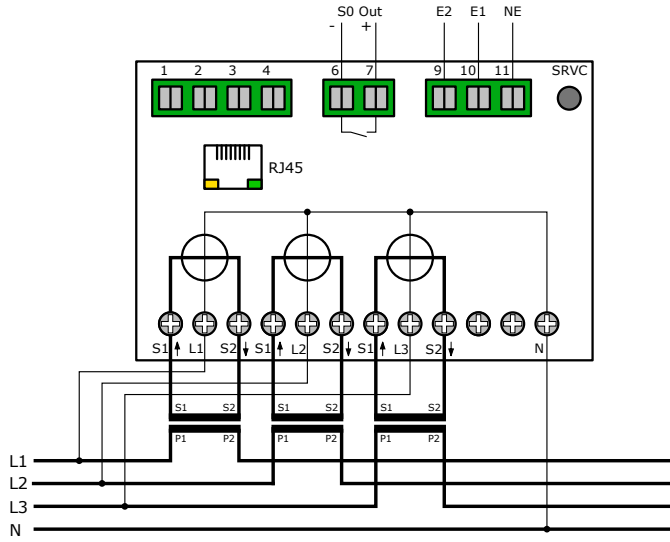 S0 Out E2 E1 NE
- +
1 2 3 4 6 7 9 10 11 SRVC
RJ45
S1 L1 S2 S1 L2 S2 S1 L3 S2 N
S1 S2 S1 S2 S1 S2
P1 P2 P1 P2 P1 P2
L1
L2
L3
N